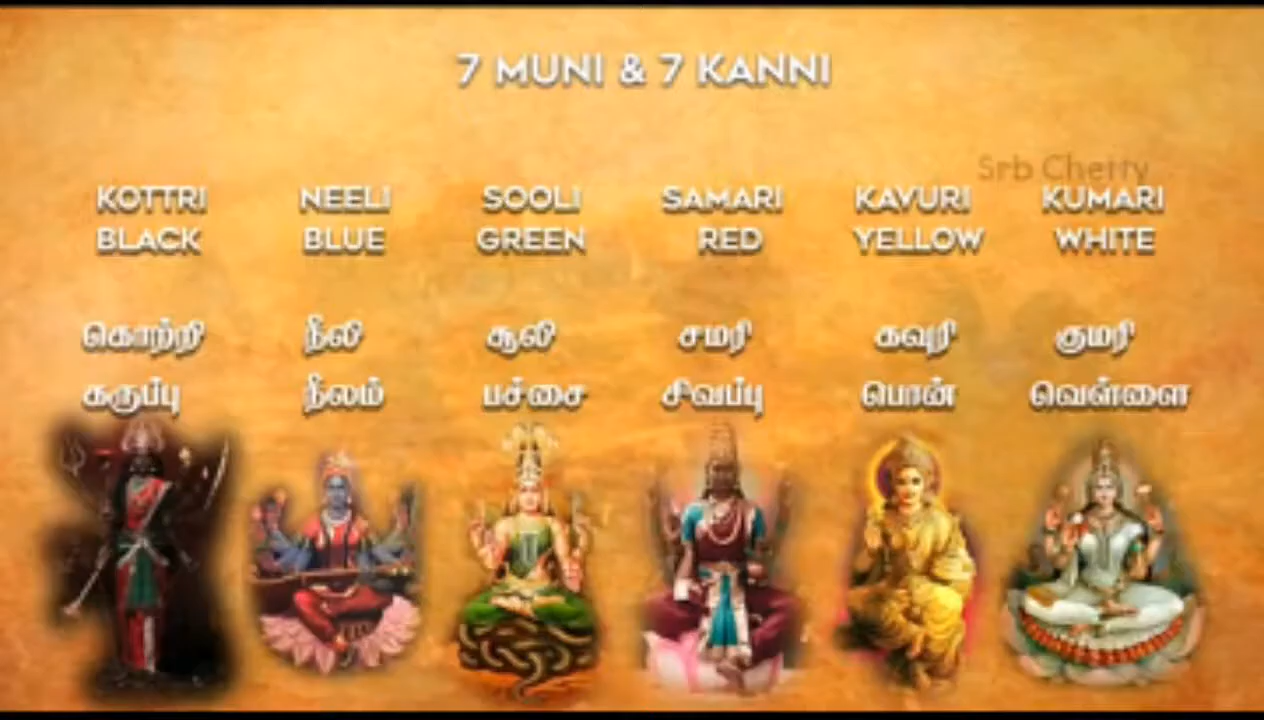 7 MUNI & 7 KANNI
Srb Cherry
KOTTRI NEELI SOOLI SAMARI KAVURI KUMARI
BLACK BLUE GREEN RED YELLOW WHITE
கொற்றி நீலி சூலி சமரி கவுரி குமரி
கருப்பு நீலம் பச்சை சிவப்பு பொன் வெள்ளை